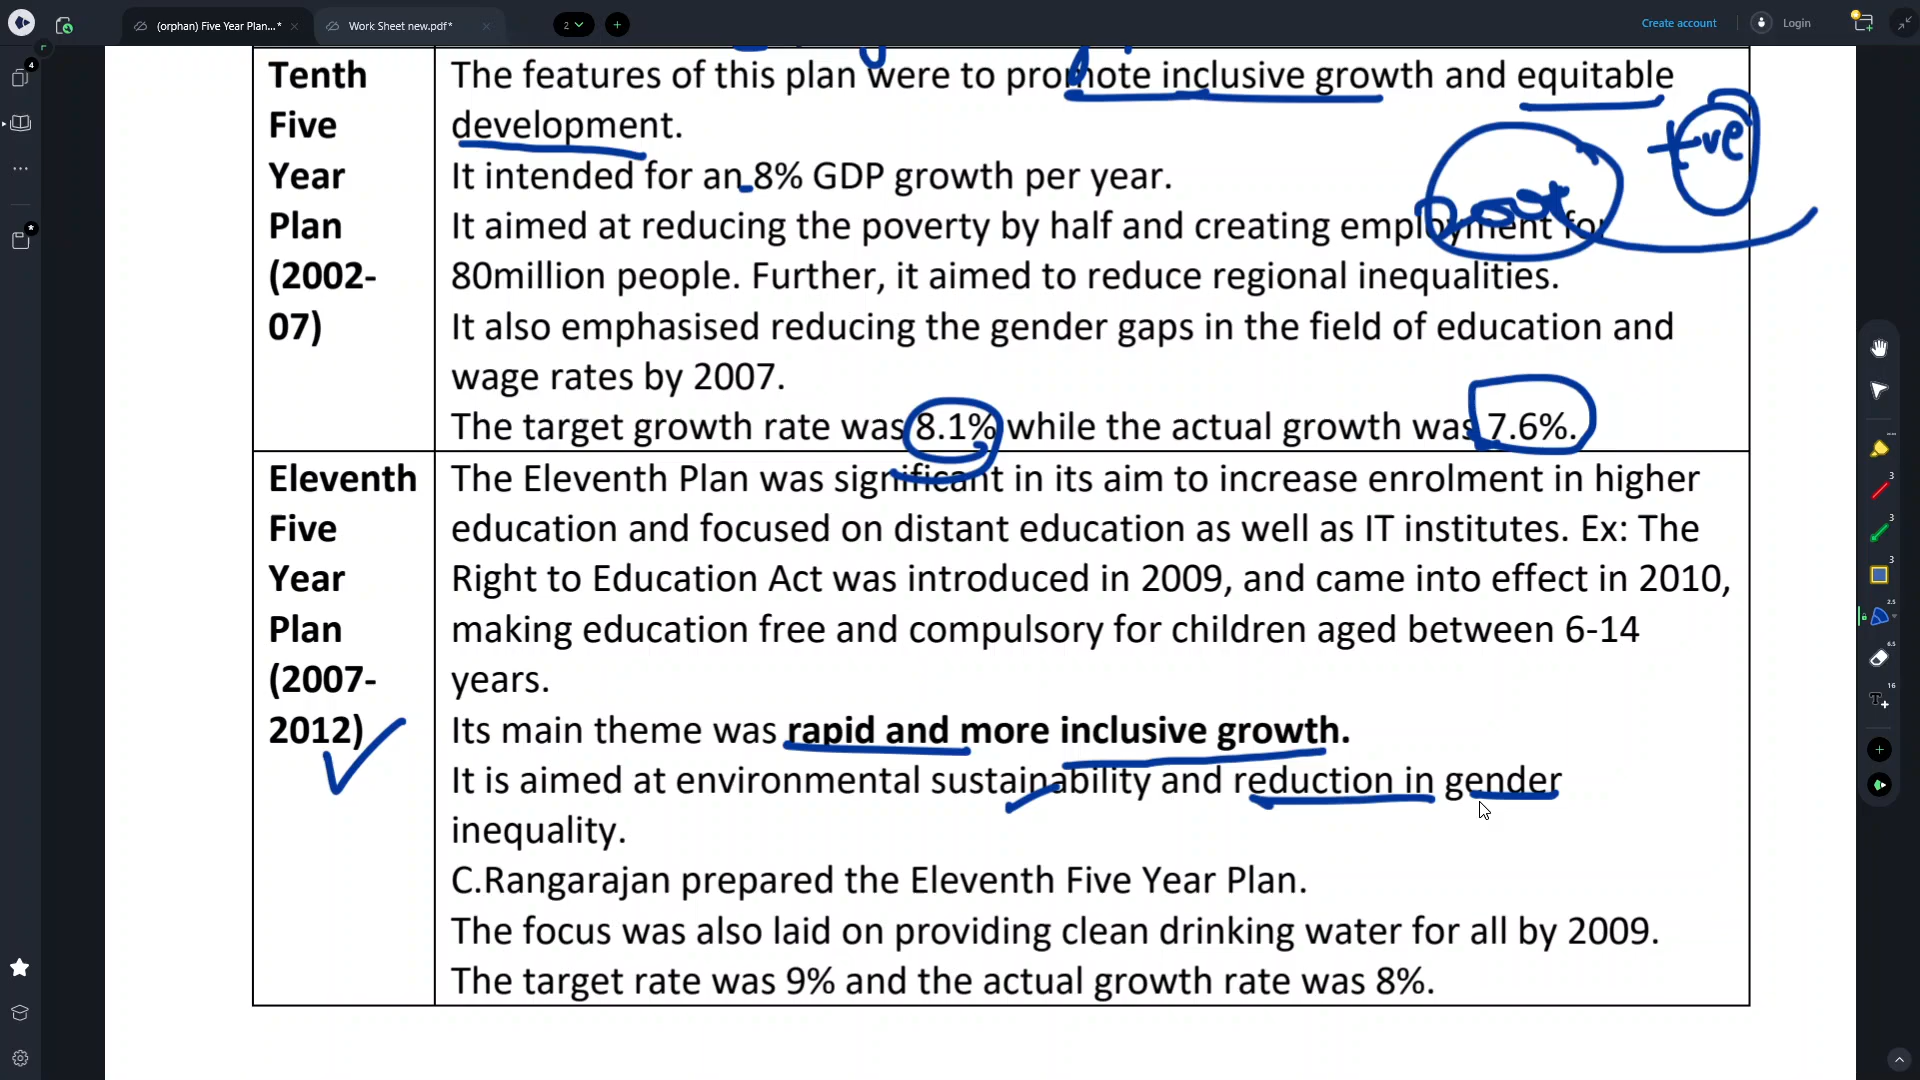 (orphan) Five Year Plan...*
Work Sheet new.pdf*
2
Create account
Login
Tenth
Five
Year
Plan
(2002-
07)
The features of this plan were to promote inclusive growth and equitable
development.
It intended for an 8% GDP growth per year.
It aimed at reducing the poverty by half and creating employment for
80million people. Further, it aimed to reduce regional inequalities.
It also emphasised reducing the gender gaps in the field of education and
wage rates by 2007.
The target growth rate was 8.1% while the actual growth was 7.6%.
+ve
Eleventh
Five
Year
Plan
(2007-
2012)
The Eleventh Plan was significant in its aim to increase enrolment in higher
education and focused on distant education as well as IT institutes. Ex: The
Right to Education Act was introduced in 2009, and came into effect in 2010,
making education free and compulsory for children aged between 6-14
years.
Its main theme was rapid and more inclusive growth.
It is aimed at environmental sustainability and reduction in gender
inequality.
C.Rangarajan prepared the Eleventh Five Year Plan.
The focus was also laid on providing clean drinking water for all by 2009.
The target rate was 9% and the actual growth rate was 8%.
4
3
3
3
2.5
6.5
16